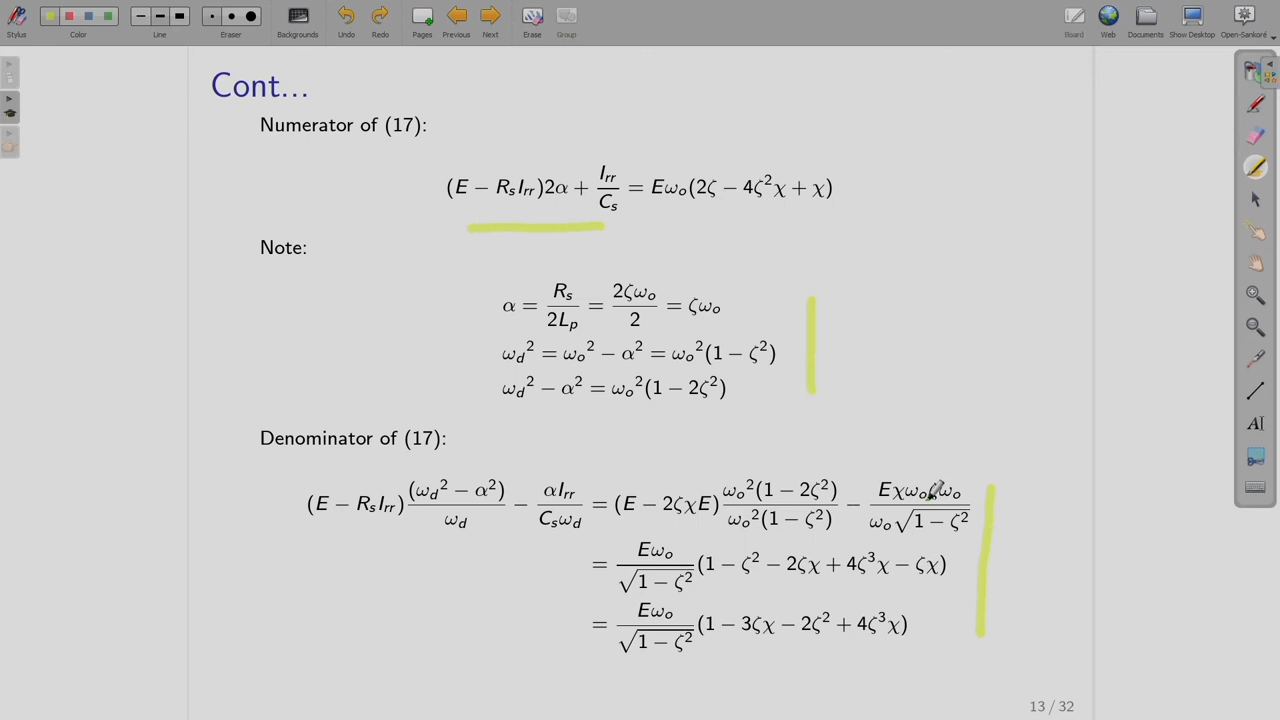 Stylus Color Line Eraser Backgrounds Undo Redo Pages Previous Next Erase Group Board Web Documents Show Desktop Open-Sankoré
Cont...
Numerator of (17):
(E − R_s I_rr)2α + I_rr/C_s = Eω_o(2ζ − 4ζ²χ + χ)
Note:
α = R_s/2L_p = 2ζω_o/2 = ζω_o
ω_d² = ω_o² − α² = ω_o²(1 − ζ²)
ω_d² − α² = ω_o²(1 − 2ζ²)
Denominator of (17):
(E − R_s I_rr) (ω_d² − α²)/ω_d − αI_rr/C_sω_d = (E − 2ζχE) ω_o²(1 − 2ζ²)/ω_o²(1 − ζ²) − Eχω_o ω_o/ω_o√(1 − ζ²)
= Eω_o/√(1 − ζ²) (1 − ζ² − 2ζχ + 4ζ³χ − ζχ)
= Eω_o/√(1 − ζ²) (1 − 3ζχ − 2ζ² + 4ζ³χ)
13 / 32